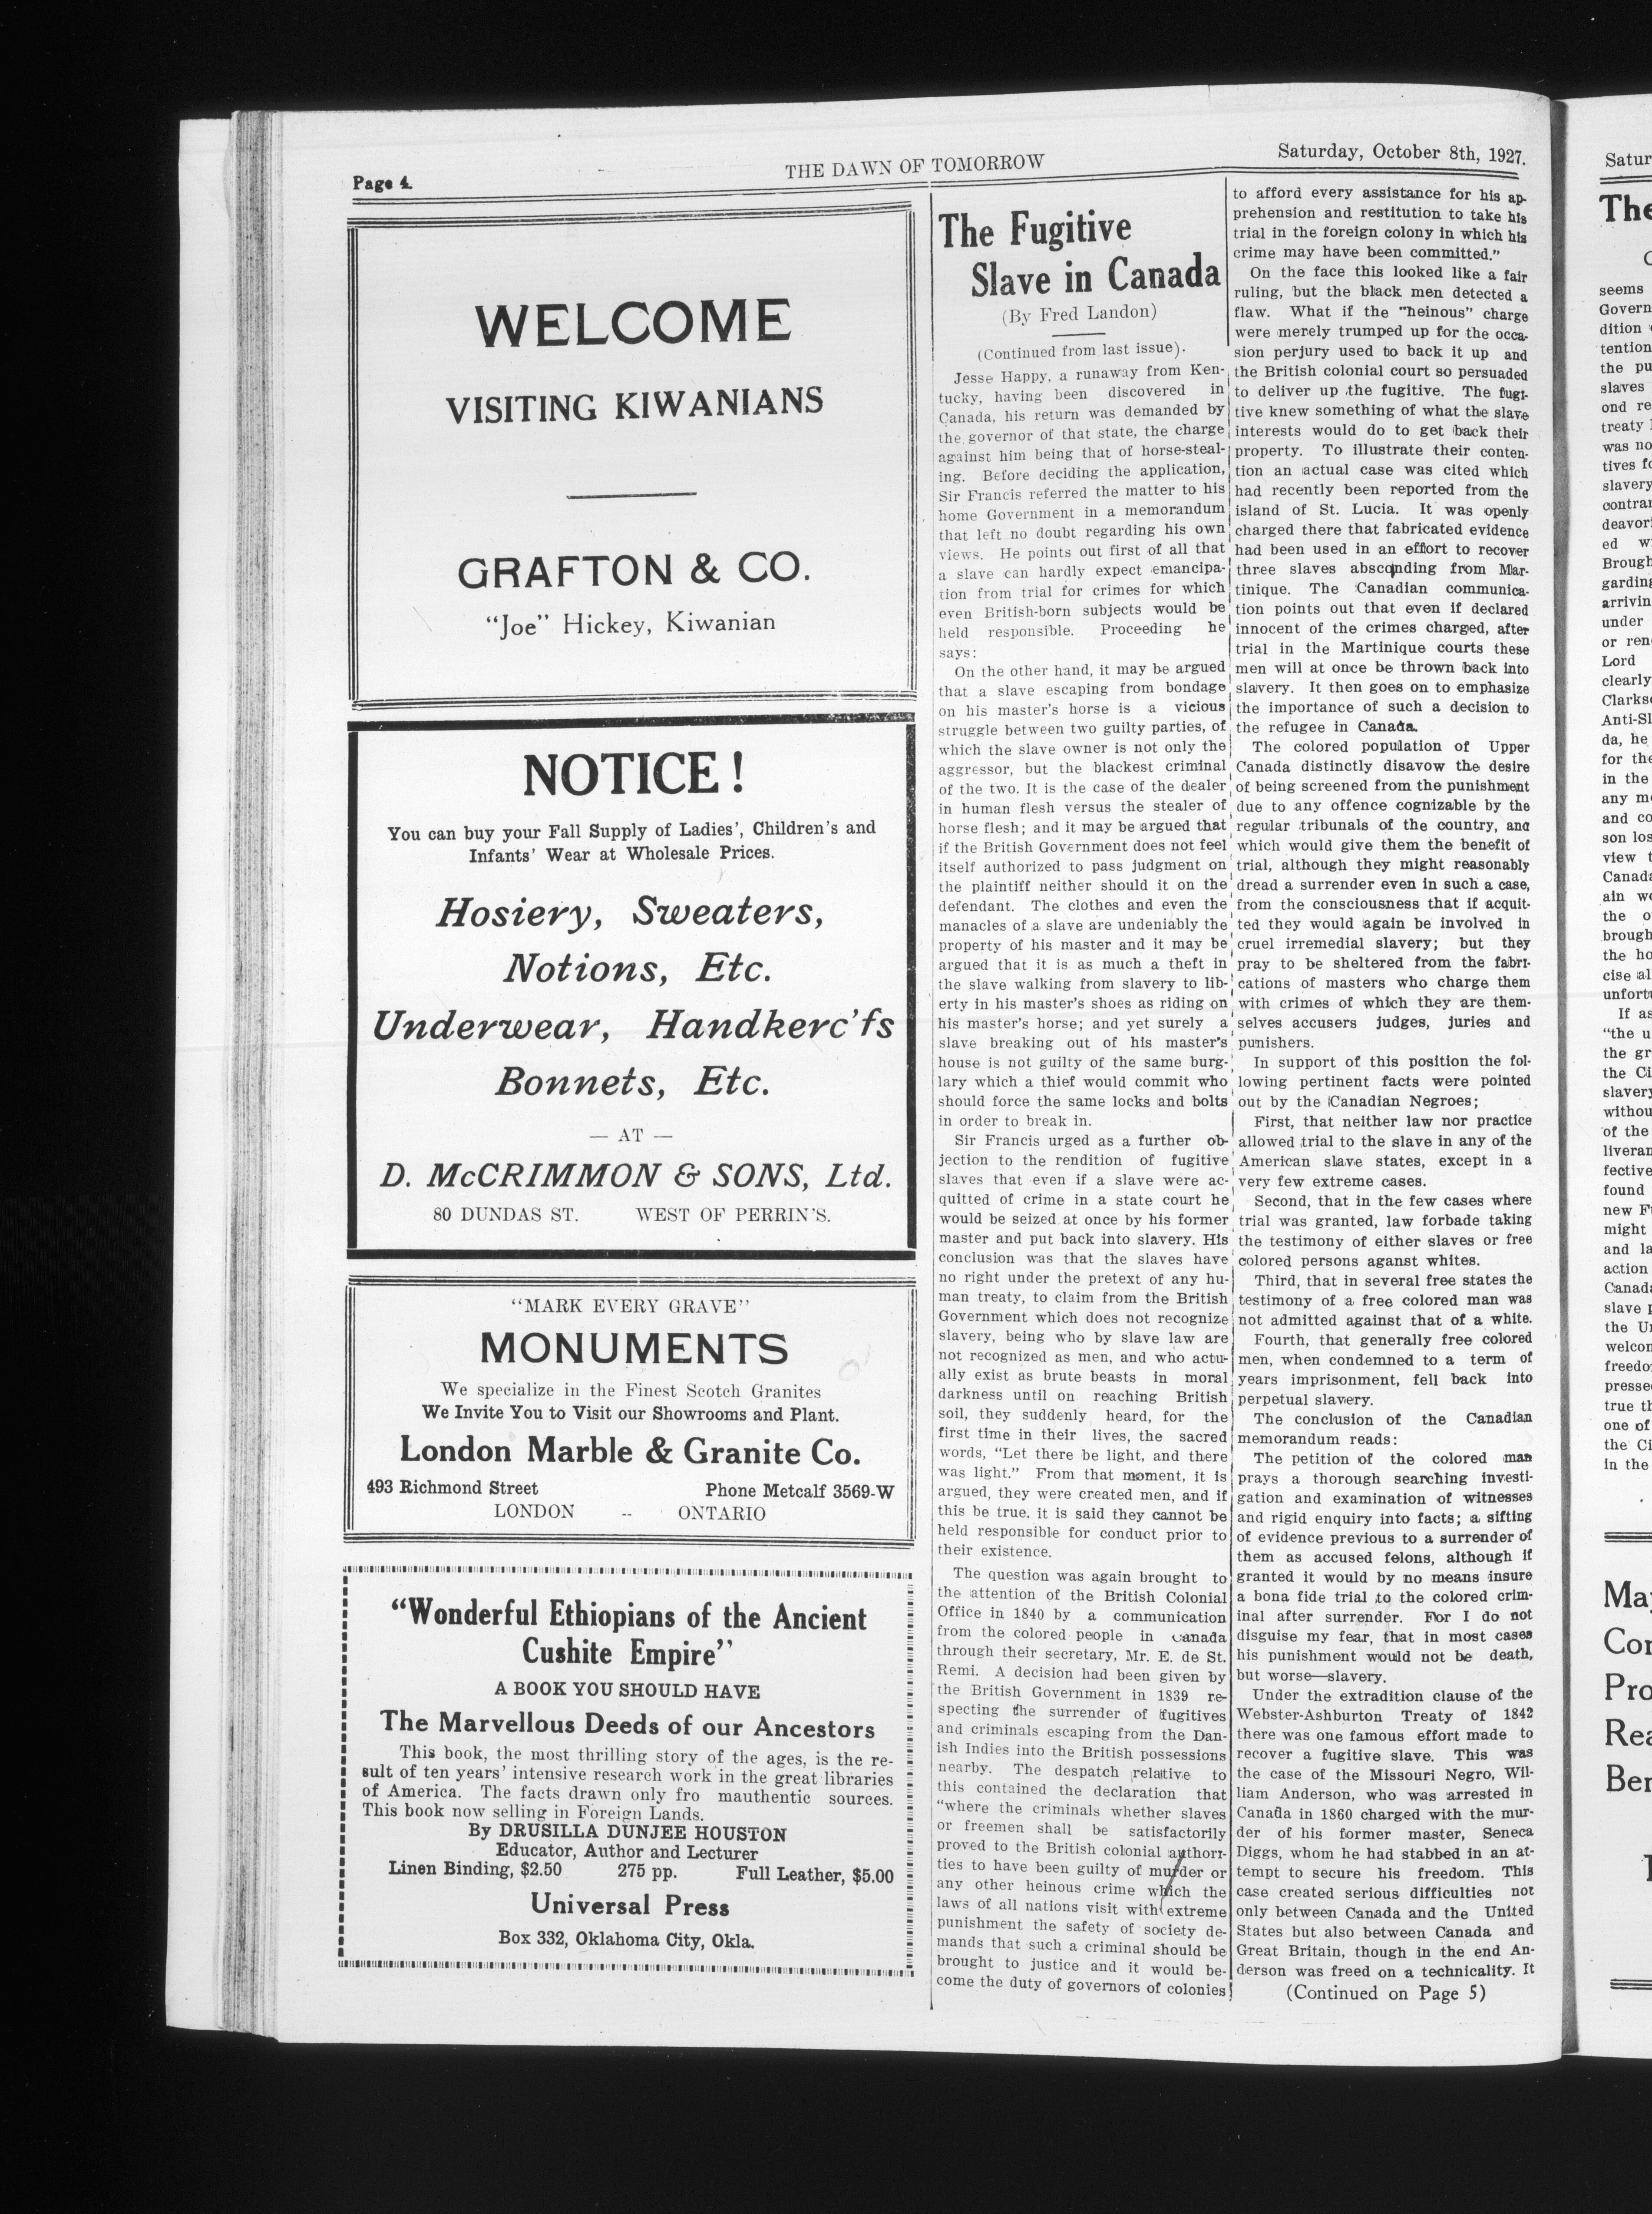 Page 4.
THE DAWN OF TOMORROW
Saturday, October 8th, 1927.
WELCOME
VISITING KIWANIANS
GRAFTON & CO.
"Joe" Hickey, Kiwanian
NOTICE!
You can buy your Fall Supply of Ladies', Children's and
Infants' Wear at Wholesale Prices.
Hosiery, Sweaters,
Notions, Etc.
Underwear, Handkerc'fs
Bonnets, Etc.
— AT —
D. McCRIMMON & SONS, Ltd.
80 DUNDAS ST. WEST OF PERRIN'S.
"MARK EVERY GRAVE"
MONUMENTS
We specialize in the Finest Scotch Granites
We Invite You to Visit our Showrooms and Plant.
London Marble & Granite Co.
493 Richmond Street Phone Metcalf 3569-W
LONDON -- ONTARIO
"Wonderful Ethiopians of the Ancient
Cushite Empire"
A BOOK YOU SHOULD HAVE
The Marvellous Deeds of our Ancestors
This book, the most thrilling story of the ages, is the re-
sult of ten years' intensive research work in the great libraries
of America. The facts drawn only fro mauthentic sources.
This book now selling in Foreign Lands.
By DRUSILLA DUNJEE HOUSTON
Educator, Author and Lecturer
Linen Binding, $2.50 275 pp. Full Leather, $5.00
Universal Press
Box 332, Oklahoma City, Okla.
The Fugitive
Slave in Canada
(By Fred Landon)
(Continued from last issue).
Jesse Happy, a runaway from Ken-
tucky, having been discovered in
Canada, his return was demanded by
the governor of that state, the charge
against him being that of horse-steal-
ing. Before deciding the application,
Sir Francis referred the matter to his
home Government in a memorandum
that left no doubt regarding his own
views. He points out first of all that
a slave can hardly expect emancipa-
tion from trial for crimes for which
even British-born subjects would be
held responsible. Proceeding he
says:
On the other hand, it may be argued
that a slave escaping from bondage
on his master's horse is a vicious
struggle between two guilty parties, of
which the slave owner is not only the
aggressor, but the blackest criminal
of the two. It is the case of the dealer
in human flesh versus the stealer of
horse flesh; and it may be argued that
if the British Government does not feel
itself authorized to pass judgment on
the plaintiff neither should it on the
defendant. The clothes and even the
manacles of a slave are undeniably the
property of his master and it may be
argued that it is as much a theft in
the slave walking from slavery to lib-
erty in his master's shoes as riding on
his master's horse; and yet surely a
slave breaking out of his master's
house is not guilty of the same burg-
lary which a thief would commit who
should force the same locks and bolts
in order to break in.
Sir Francis urged as a further ob-
jection to the rendition of fugitive
slaves that even if a slave were ac-
quitted of crime in a state court he
would be seized at once by his former
master and put back into slavery. His
conclusion was that the slaves have
no right under the pretext of any hu-
man treaty, to claim from the British
Government which does not recognize
slavery, being who by slave law are
not recognized as men, and who actu-
ally exist as brute beasts in moral
darkness until on reaching British
soil, they suddenly heard, for the
first time in their lives, the sacred
words, "Let there be light, and there
was light." From that moment, it is
argued, they were created men, and if
this be true. it is said they cannot be
held responsible for conduct prior to
their existence.
The question was again brought to
the attention of the British Colonial
Office in 1840 by a communication
from the colored people in Canada
through their secretary, Mr. E. de St.
Remi. A decision had been given by
the British Government in 1839 re-
specting the surrender of fugitives
and criminals escaping from the Dan-
ish Indies into the British possessions
nearby. The despatch relative to
this contained the declaration that
"where the criminals whether slaves
or freemen shall be satisfactorily
proved to the British colonial authori-
ties to have been guilty of murder or
any other heinous crime which the
laws of all nations visit with extreme
punishment the safety of society de-
mands that such a criminal should be
brought to justice and it would be-
come the duty of governors of colonies
to afford every assistance for his ap-
prehension and restitution to take his
trial in the foreign colony in which his
crime may have been committed."
On the face this looked like a fair
ruling, but the black men detected a
flaw. What if the "heinous" charge
were merely trumped up for the occa-
sion perjury used to back it up and
the British colonial court so persuaded
to deliver up the fugitive. The fugi-
tive knew something of what the slave
interests would do to get back their
property. To illustrate their conten-
tion an actual case was cited which
had recently been reported from the
island of St. Lucia. It was openly
charged there that fabricated evidence
had been used in an effort to recover
three slaves absconding from Mar-
tinique. The Canadian communica-
tion points out that even if declared
innocent of the crimes charged, after
trial in the Martinique courts these
men will at once be thrown back into
slavery. It then goes on to emphasize
the importance of such a decision to
the refugee in Canada.
The colored population of Upper
Canada distinctly disavow the desire
of being screened from the punishment
due to any offence cognizable by the
regular tribunals of the country, and
which would give them the benefit of
trial, although they might reasonably
dread a surrender even in such a case,
from the consciousness that if acquit-
ted they would again be involved in
cruel irremedial slavery; but they
pray to be sheltered from the fabri-
cations of masters who charge them
with crimes of which they are them-
selves accusers judges, juries and
punishers.
In support of this position the fol-
lowing pertinent facts were pointed
out by the Canadian Negroes;
First, that neither law nor practice
allowed trial to the slave in any of the
American slave states, except in a
very few extreme cases.
Second, that in the few cases where
trial was granted, law forbade taking
the testimony of either slaves or free
colored persons aganst whites.
Third, that in several free states the
testimony of a free colored man was
not admitted against that of a white.
Fourth, that generally free colored
men, when condemned to a term of
years imprisonment, fell back into
perpetual slavery.
The conclusion of the Canadian
memorandum reads:
The petition of the colored man
prays a thorough searching investi-
gation and examination of witnesses
and rigid enquiry into facts; a sifting
of evidence previous to a surrender of
them as accused felons, although if
granted it would by no means insure
a bona fide trial to the colored crim-
inal after surrender. For I do not
disguise my fear, that in most cases
his punishment would not be death,
but worse—slavery.
Under the extradition clause of the
Webster-Ashburton Treaty of 1842
there was one famous effort made to
recover a fugitive slave. This was
the case of the Missouri Negro, Wil-
liam Anderson, who was arrested in
Canada in 1860 charged with the mur-
der of his former master, Seneca
Diggs, whom he had stabbed in an at-
tempt to secure his freedom. This
case created serious difficulties not
only between Canada and the United
States but also between Canada and
Great Britain, though in the end An-
derson was freed on a technicality. It
(Continued on Page 5)